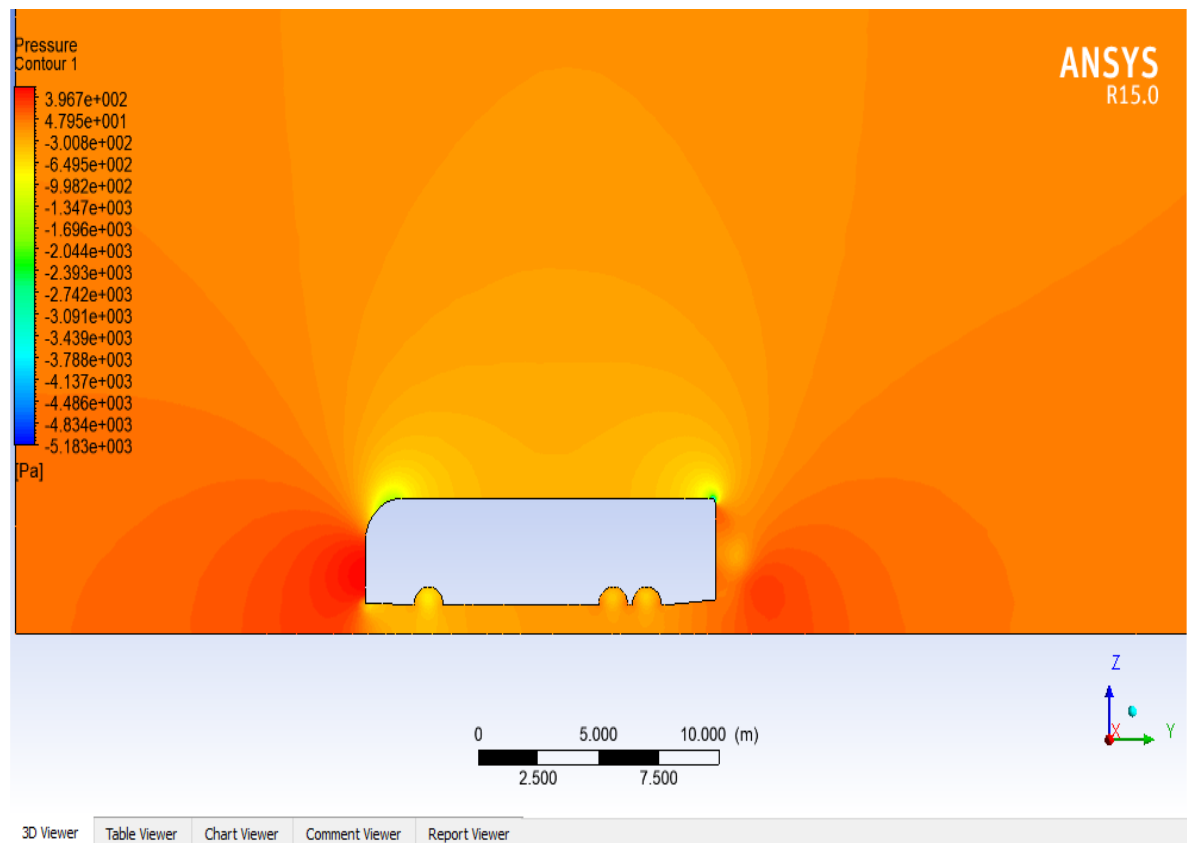 Pressure
Contour 1
3.967e+002
4.795e+001
-3.008e+002
-6.495e+002
-9.982e+002
-1.347e+003
-1.696e+003
-2.044e+003
-2.393e+003
-2.742e+003
-3.091e+003
-3.439e+003
-3.788e+003
-4.137e+003
-4.486e+003
-4.834e+003
-5.183e+003
[Pa]
ANSYS
R15.0
Z
X
Y
0 5.000 10.000 (m)
2.500 7.500
3D Viewer Table Viewer Chart Viewer Comment Viewer Report Viewer